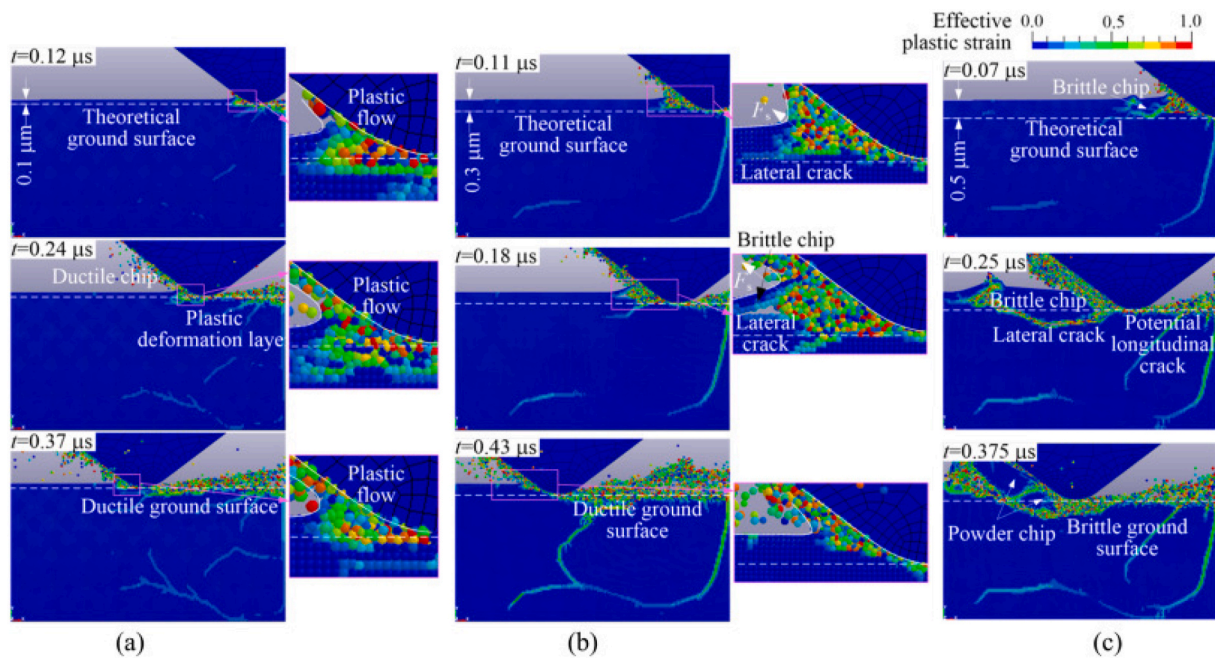 Effective
plastic strain
0.0 0.5 1.0
t=0.12 μs
0.1 μm
Theoretical
ground surface
Plastic
flow
t=0.24 μs
Ductile chip
Plastic
deformation laye
Plastic
flow
t=0.37 μs
Ductile ground surface
Plastic
flow
(a)
t=0.11 μs
0.3 μm
Theoretical
ground surface
Fs
Lateral crack
t=0.18 μs
Brittle chip
Fs
Lateral
crack
t=0.43 μs
Ductile ground
surface
(b)
t=0.07 μs
Brittle chip
0.5 μm
Theoretical
ground surface
t=0.25 μs
Brittle chip
Lateral crack
Potential
longitudinal
crack
t=0.375 μs
Powder chip
Brittle ground
surface
(c)